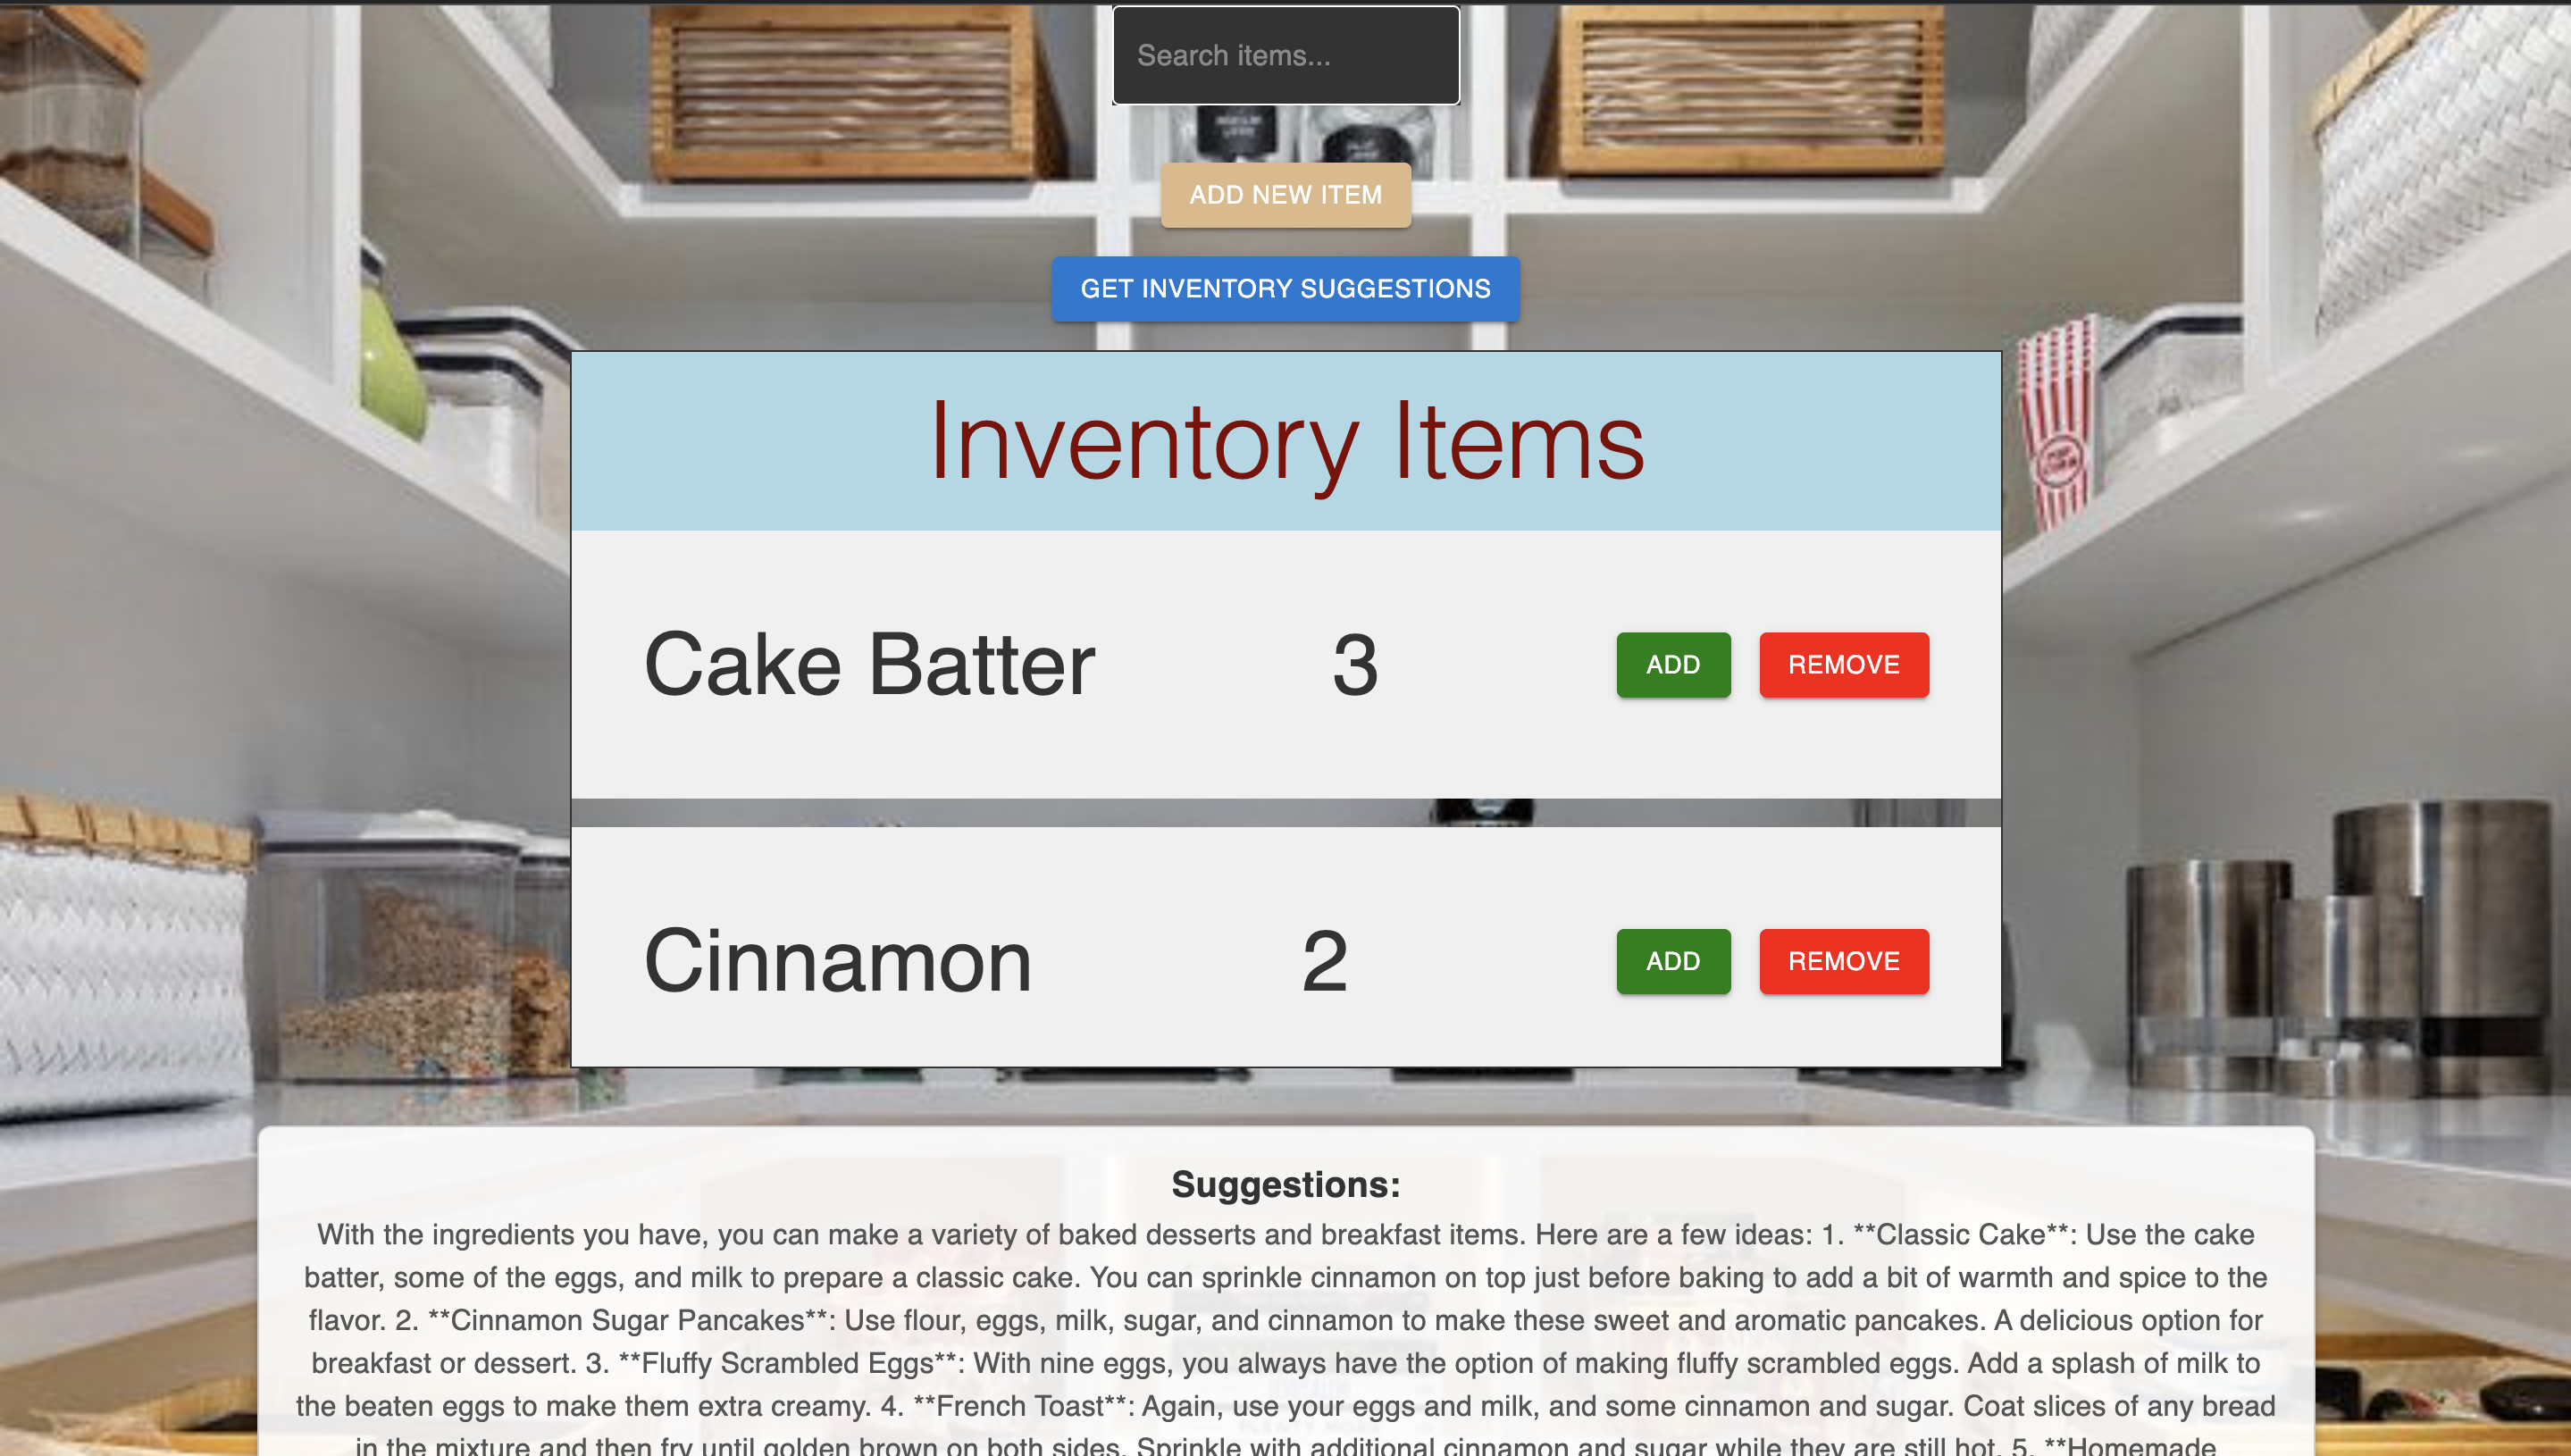 Search items...
ADD NEW ITEM
GET INVENTORY SUGGESTIONS
Inventory Items
Cake Batter 3 ADD REMOVE
Cinnamon 2 ADD REMOVE
Suggestions:
With the ingredients you have, you can make a variety of baked desserts and breakfast items. Here are a few ideas: 1. **Classic Cake**: Use the cake
batter, some of the eggs, and milk to prepare a classic cake. You can sprinkle cinnamon on top just before baking to add a bit of warmth and spice to the
flavor. 2. **Cinnamon Sugar Pancakes**: Use flour, eggs, milk, sugar, and cinnamon to make these sweet and aromatic pancakes. A delicious option for
breakfast or dessert. 3. **Fluffy Scrambled Eggs**: With nine eggs, you always have the option of making fluffy scrambled eggs. Add a splash of milk to
the beaten eggs to make them extra creamy. 4. **French Toast**: Again, use your eggs and milk, and some cinnamon and sugar. Coat slices of any bread
in the mixture and then fry until golden brown on both sides. Sprinkle with additional cinnamon and sugar while they are still hot. 5. **Homemade